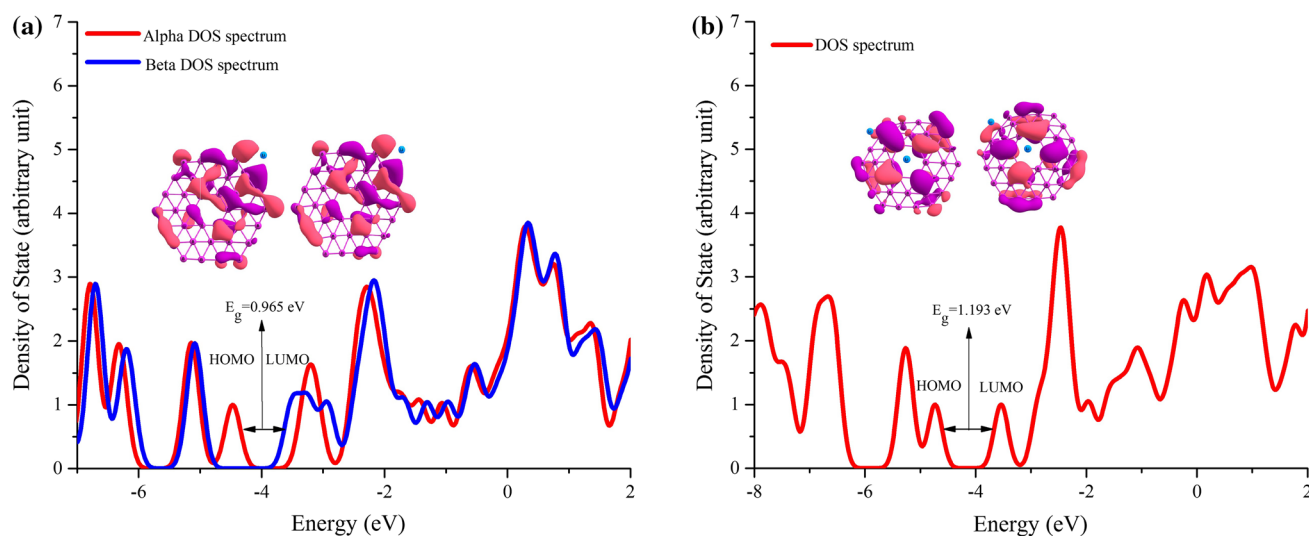 (a)
Alpha DOS spectrum
Beta DOS spectrum
E_g=0.965 eV
HOMO
LUMO
Density of State (arbitrary unit)
7
6
5
4
3
2
1
0
-6
-4
-2
0
2
Energy (eV)
(b)
DOS spectrum
E_g=1.193 eV
HOMO
LUMO
Density of State (arbitrary unit)
7
6
5
4
3
2
1
0
-8
-6
-4
-2
0
2
Energy (eV)